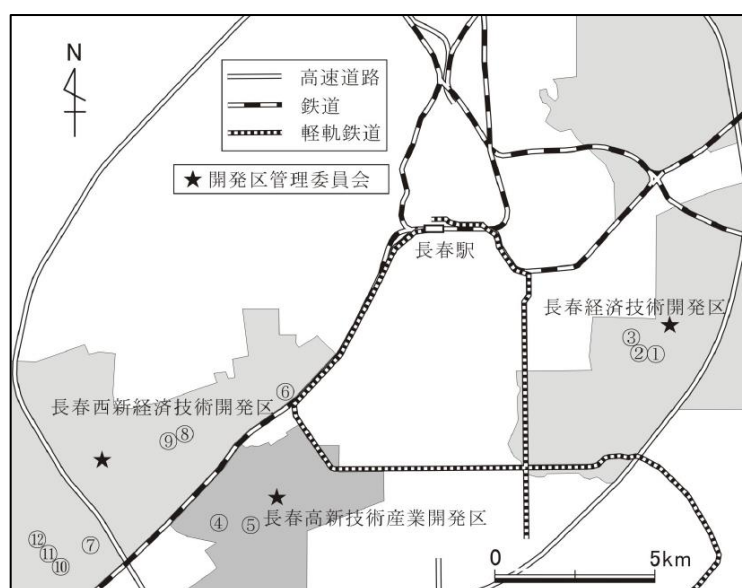 N
高速道路
鉄道
軽軌鉄道
★開発区管理委員会
長春駅
長春経済技術開発区
③
②①
⑥
長春西新経済技術開発区
⑨⑧
長春高新技術産業開発区
④ ⑤
⑫
⑪
⑩
⑦
0 5km